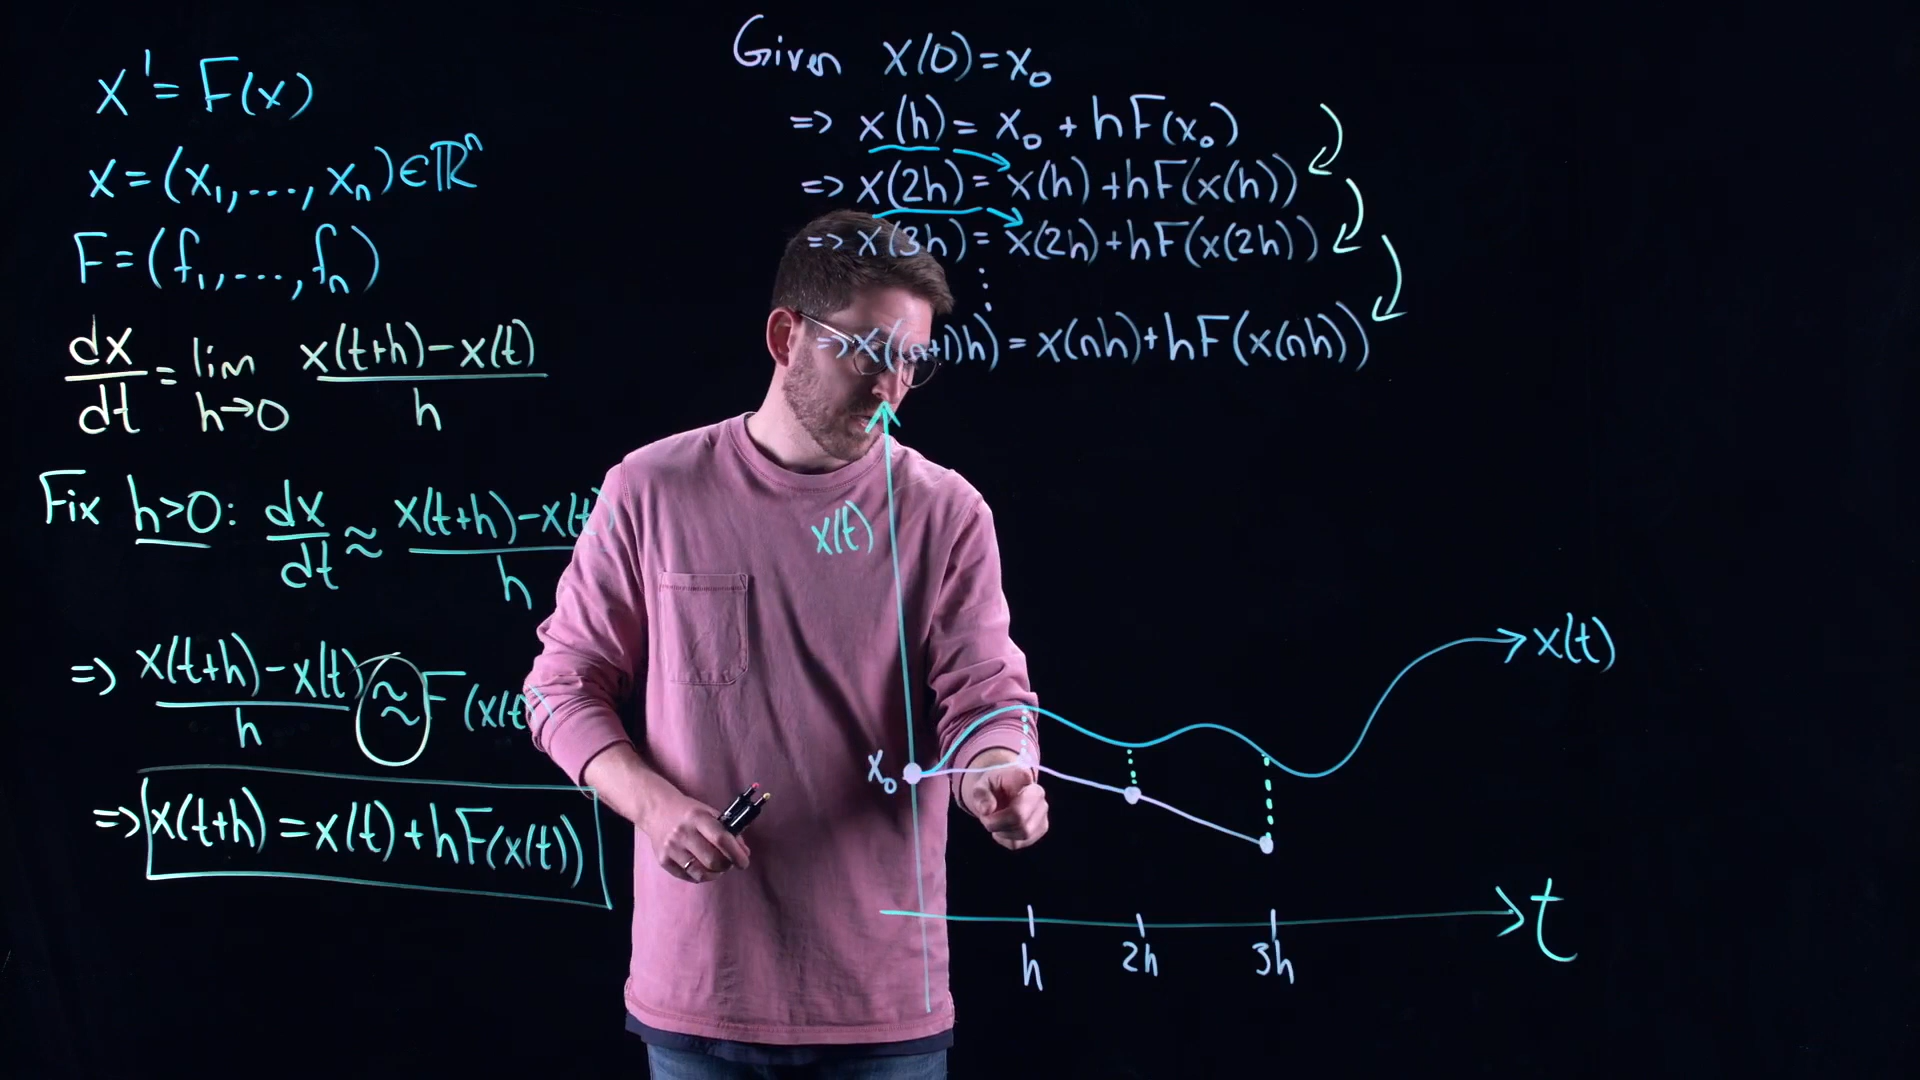 x' = F(x)
x = (x₁, ..., xₙ) ∈ ℝⁿ
F = (f₁, ..., fₙ)
dx/dt = lim h→0 (x(t+h) - x(t))/h
Fix h>0: dx/dt ≈ (x(t+h) - x(t))/h
=> (x(t+h) - x(t))/h ≈ F(x(t)
=> x(t+h) = x(t) + hF(x(t))
Given x(0) = x₀
=> x(h) = x₀ + hF(x₀)
=> x(2h) = x(h) + hF(x(h))
=> x(3h) = x(2h) + hF(x(2h))
⋮
=> x((n+1)h) = x(nh) + hF(x(nh))
x(t)
x(t)
x₀
t
h 2h 3h